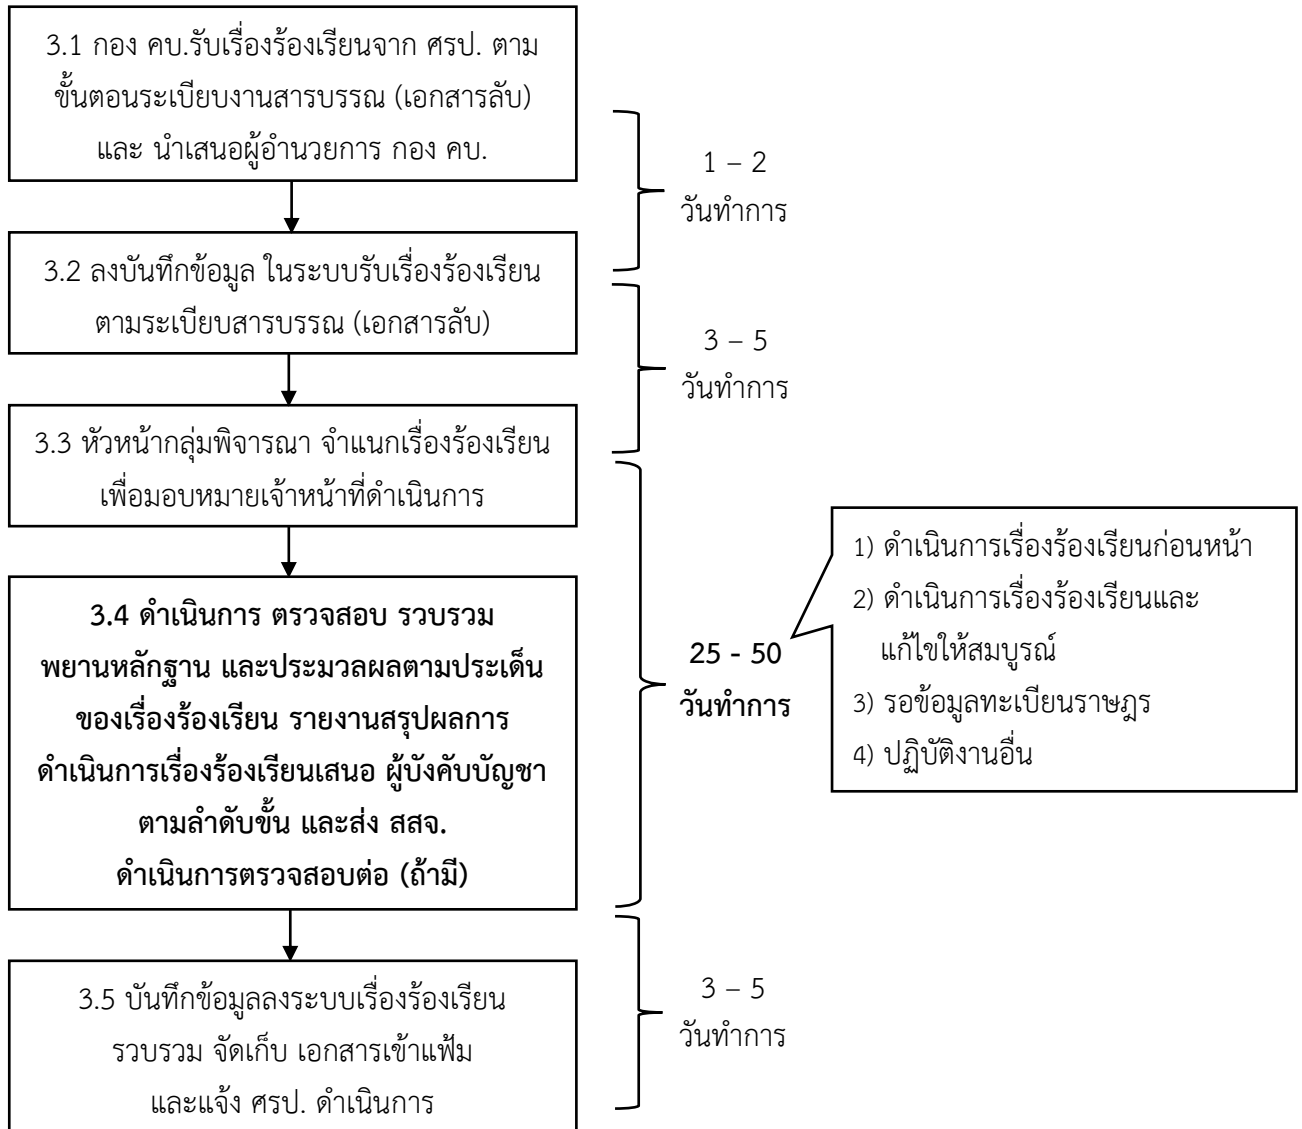 3.1 กอง คบ.รับเรื่องร้องเรียนจาก ศรป. ตาม
ขั้นตอนระเบียบงานสารบรรณ (เอกสารลับ)
และ นำเสนอผู้อำนวยการ กอง คบ.
1 – 2
วันทำการ
3.2 ลงบันทึกข้อมูล ในระบบรับเรื่องร้องเรียน
ตามระเบียบสารบรรณ (เอกสารลับ)
3 – 5
วันทำการ
3.3 หัวหน้ากลุ่มพิจารณา จำแนกเรื่องร้องเรียน
เพื่อมอบหมายเจ้าหน้าที่ดำเนินการ
3.4 ดำเนินการ ตรวจสอบ รวบรวม
พยานหลักฐาน และประมวลผลตามประเด็น
ของเรื่องร้องเรียน รายงานสรุปผลการ
ดำเนินการเรื่องร้องเรียนเสนอ ผู้บังคับบัญชา
ตามลำดับขั้น และส่ง สสจ.
ดำเนินการตรวจสอบต่อ (ถ้ามี)
25 - 50
วันทำการ
1) ดำเนินการเรื่องร้องเรียนก่อนหน้า
2) ดำเนินการเรื่องร้องเรียนและ
แก้ไขให้สมบูรณ์
3) รอข้อมูลทะเบียนราษฎร
4) ปฏิบัติงานอื่น
3.5 บันทึกข้อมูลลงระบบเรื่องร้องเรียน
รวบรวม จัดเก็บ เอกสารเข้าแฟ้ม
และแจ้ง ศรป. ดำเนินการ
3 – 5
วันทำการ